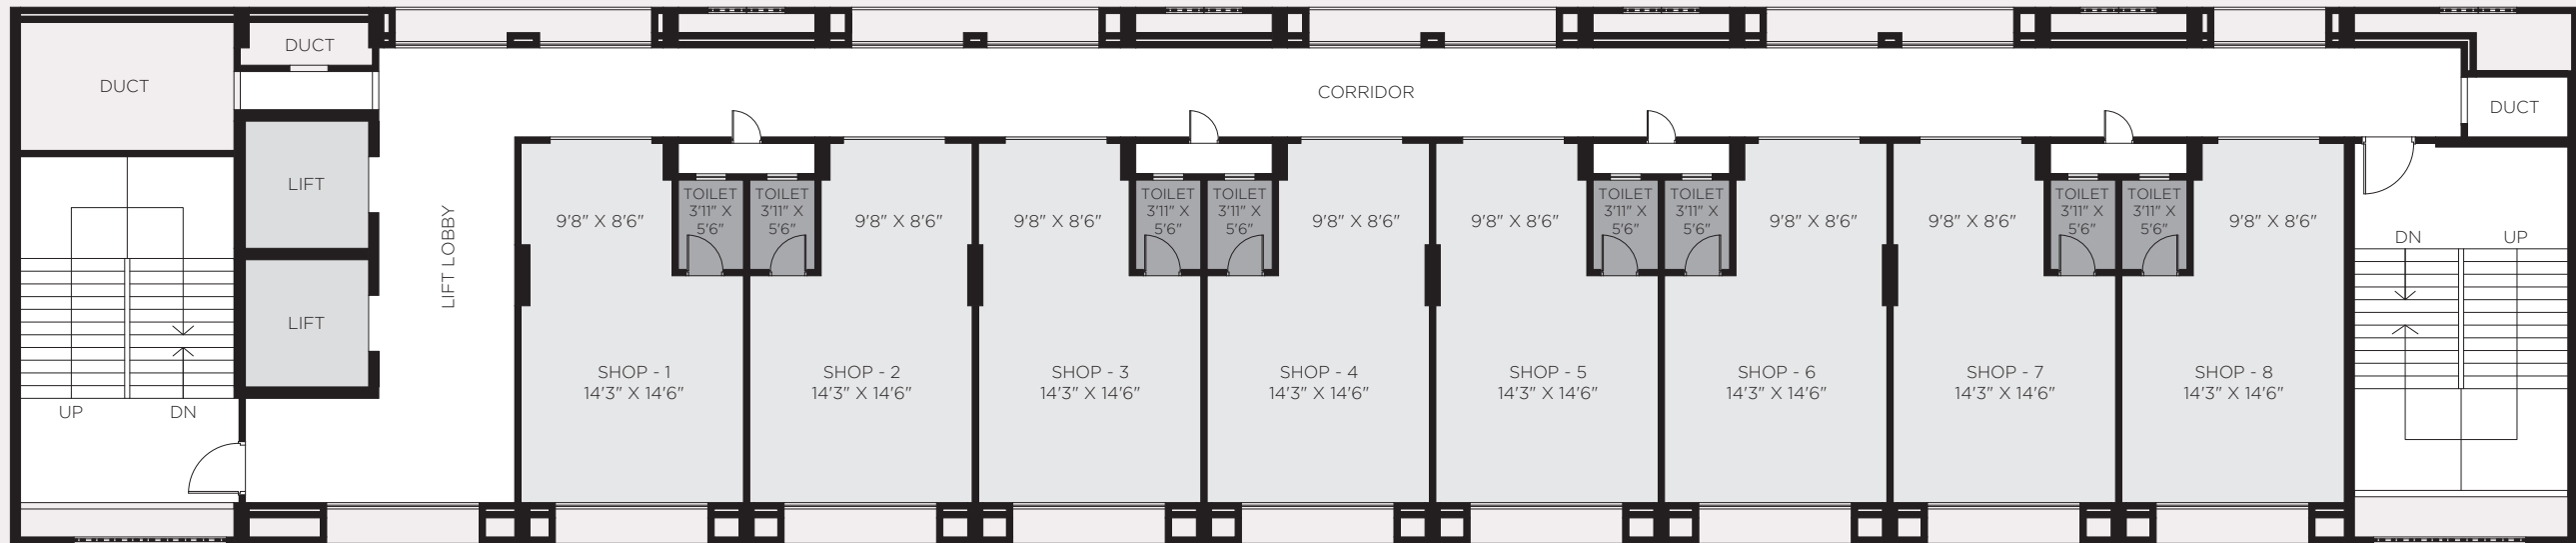 DUCT
DUCT
CORRIDOR
DUCT
LIFT
LIFT
LIFT LOBBY
UP
DN
9'8" X 8'6"
TOILET
3'11" X
5'6"
SHOP - 1
14'3" X 14'6"
TOILET
3'11" X
5'6"
9'8" X 8'6"
SHOP - 2
14'3" X 14'6"
9'8" X 8'6"
TOILET
3'11" X
5'6"
SHOP - 3
14'3" X 14'6"
TOILET
3'11" X
5'6"
9'8" X 8'6"
SHOP - 4
14'3" X 14'6"
9'8" X 8'6"
TOILET
3'11" X
5'6"
SHOP - 5
14'3" X 14'6"
TOILET
3'11" X
5'6"
9'8" X 8'6"
SHOP - 6
14'3" X 14'6"
9'8" X 8'6"
TOILET
3'11" X
5'6"
SHOP - 7
14'3" X 14'6"
TOILET
3'11" X
5'6"
9'8" X 8'6"
SHOP - 8
14'3" X 14'6"
DN
UP